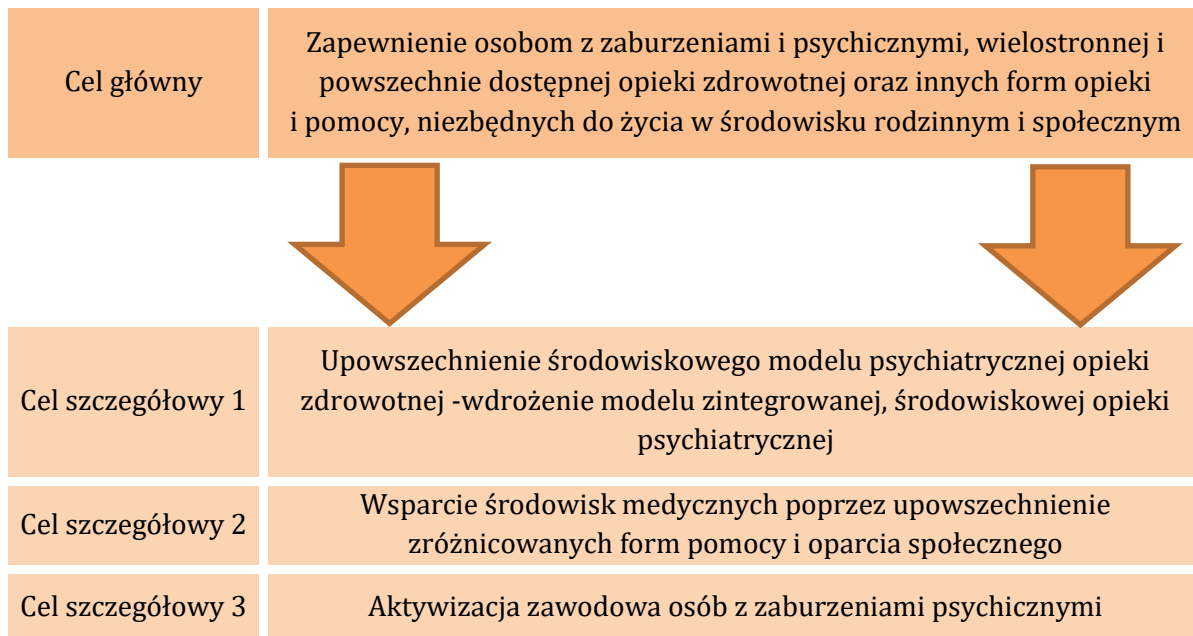 Cel główny
Zapewnienie osobom z zaburzeniami i psychicznymi, wielostronnej i
powszechnie dostępnej opieki zdrowotnej oraz innych form opieki
i pomocy, niezbędnych do życia w środowisku rodzinnym i społecznym
Cel szczegółowy 1
Upowszechnienie środowiskowego modelu psychiatrycznej opieki
zdrowotnej -wdrożenie modelu zintegrowanej, środowiskowej opieki
psychiatrycznej
Cel szczegółowy 2
Wsparcie środowisk medycznych poprzez upowszechnienie
zróżnicowanych form pomocy i oparcia społecznego
Cel szczegółowy 3
Aktywizacja zawodowa osób z zaburzeniami psychicznymi